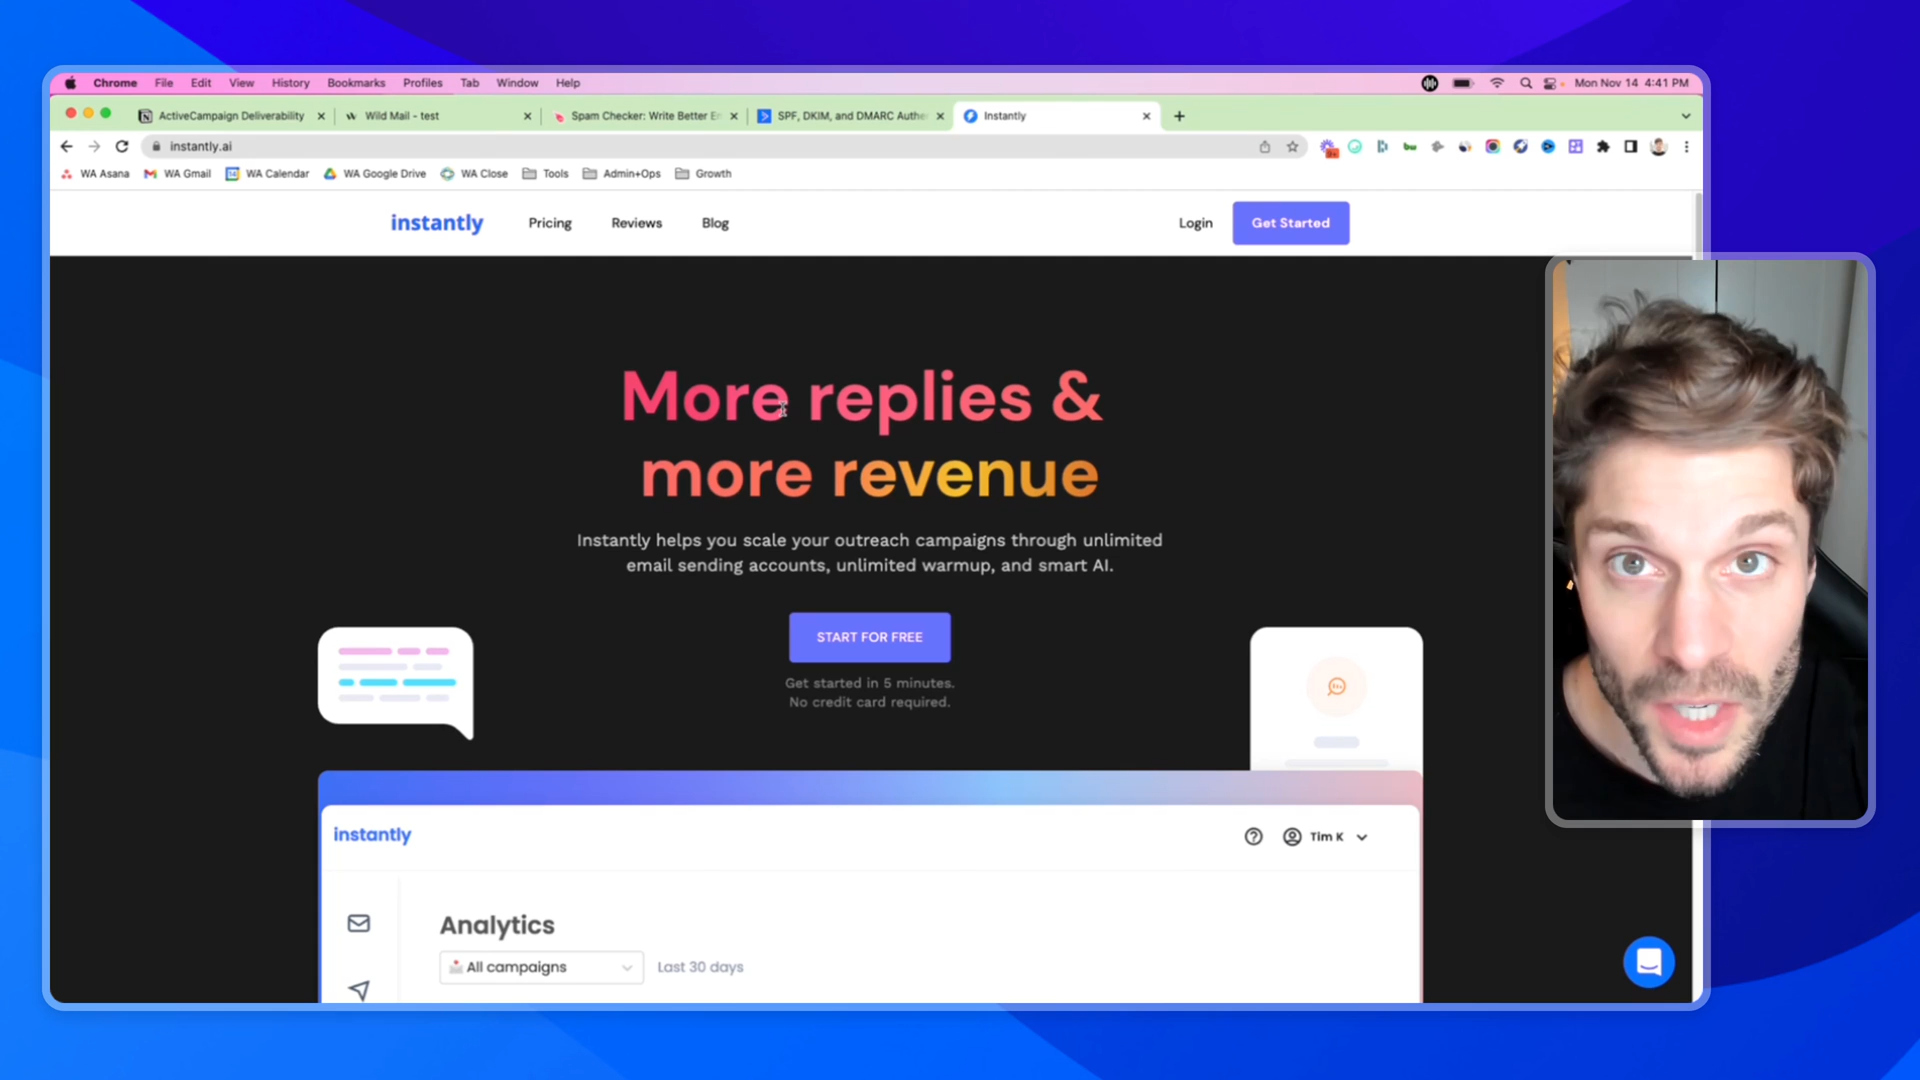 Chrome File Edit View History Bookmarks Profiles Tab Window Help
Mon Nov 14 4:41 PM
ActiveCampaign Deliverability
Wild Mail - test
Spam Checker: Write Better E
SPF, DKIM, and DMARC Authe
Instantly
instantly.ai
WA Asana
WA Gmail
WA Calendar
WA Google Drive
WA Close
Tools
Admin+Ops
Growth
instantly
Pricing
Reviews
Blog
Login
Get Started
More replies &
more revenue
Instantly helps you scale your outreach campaigns through unlimited
email sending accounts, unlimited warmup, and smart AI.
START FOR FREE
Get started in 5 minutes.
No credit card required.
instantly
Tim K
Analytics
All campaigns
Last 30 days